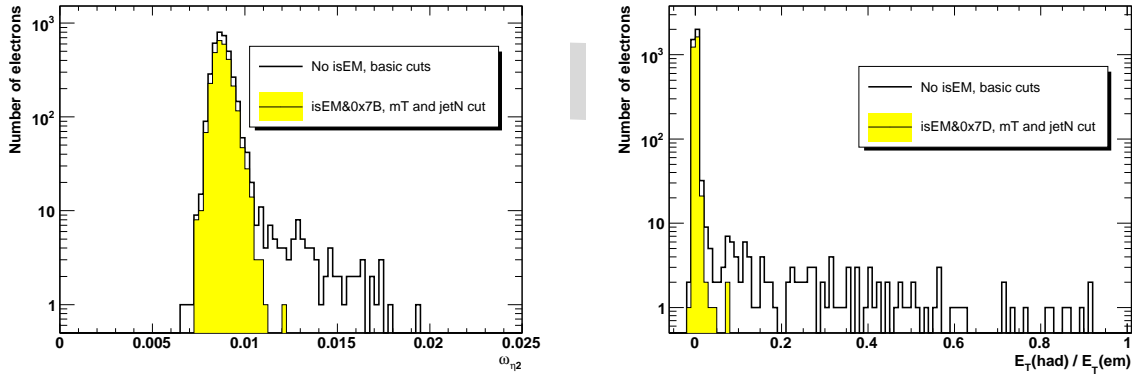 Number of electrons
10³
10²
10
1
No isEM, basic cuts
isEM&0x7B, mT and jetN cut
0 0.005 0.01 0.015 0.02 0.025
ω_η2
Number of electrons
10³
10²
10
1
No isEM, basic cuts
isEM&0x7D, mT and jetN cut
0 0.2 0.4 0.6 0.8 1
E_T(had) / E_T(em)